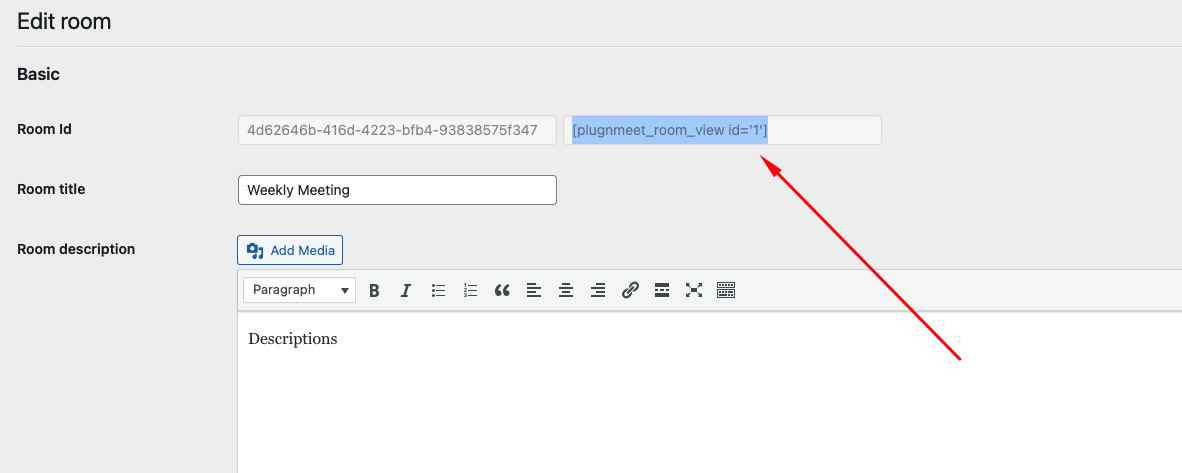 Edit room
Basic
Room Id
4d62646b-416d-4223-bfb4-93838575f347
[plugnmeet_room_view id='1']
Room title
Weekly Meeting
Room description
Add Media
Paragraph
Descriptions